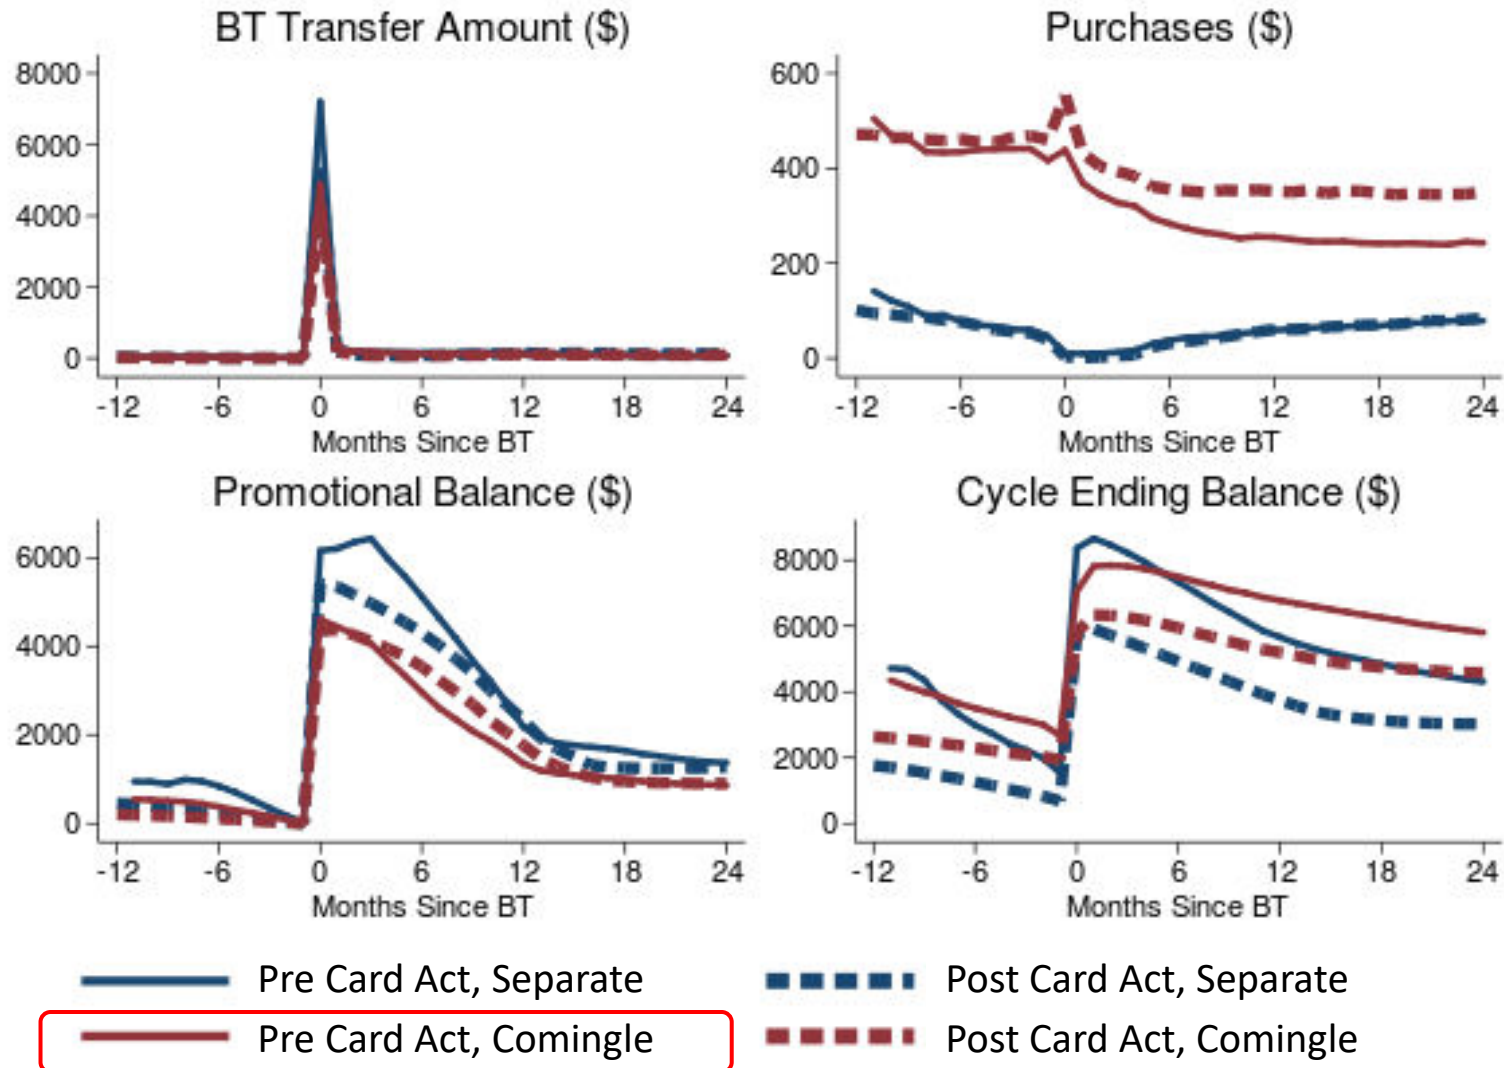 BT Transfer Amount ($)
8000
6000
4000
2000
0
-12 -6 0 6 12 18 24
Months Since BT
Purchases ($)
600
400
200
0
-12 -6 0 6 12 18 24
Months Since BT
Promotional Balance ($)
6000
4000
2000
0
-12 -6 0 6 12 18 24
Months Since BT
Cycle Ending Balance ($)
8000
6000
4000
2000
0
-12 -6 0 6 12 18 24
Months Since BT
Pre Card Act, Separate
Post Card Act, Separate
Pre Card Act, Comingle
Post Card Act, Comingle